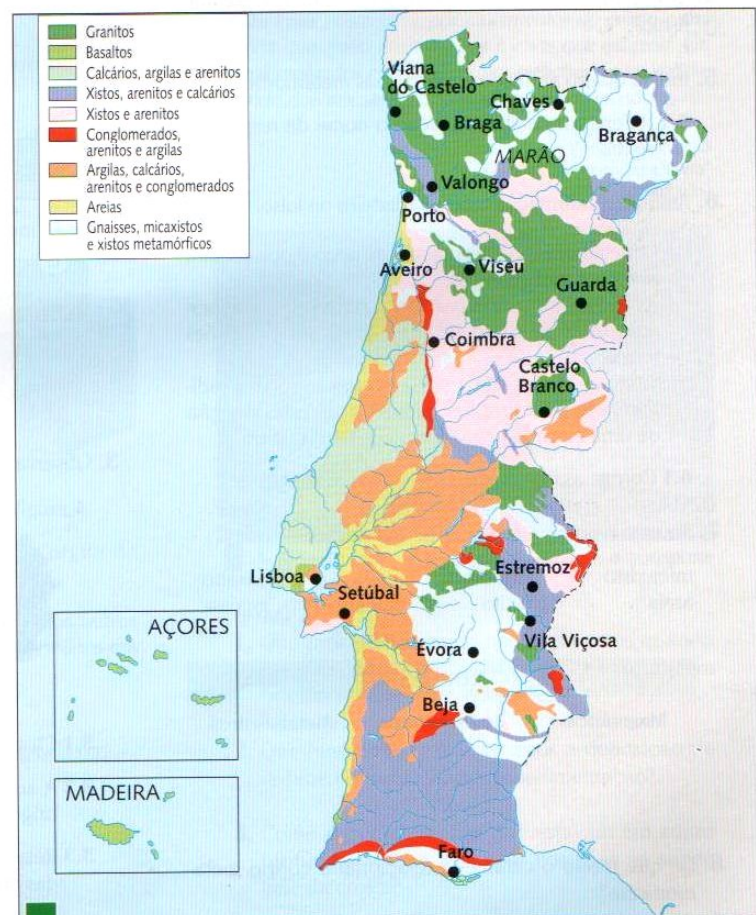 Granitos
Basaltos
Calcários, argilas e arenitos
Xistos, arenitos e calcários
Xistos e arenitos
Conglomerados,
arenitos e argilas
Argilas, calcários,
arenitos e conglomerados
Areias
Gnaisses, micaxistos
e xistos metamórficos
Viana
do Castelo
Chaves
Braga
Bragança
MARÃO
Valongo
Porto
Aveiro
Viseu
Guarda
Coimbra
Castelo
Branco
Lisboa
Setúbal
Estremoz
Vila Viçosa
Évora
Beja
Faro
AÇORES
MADEIRA